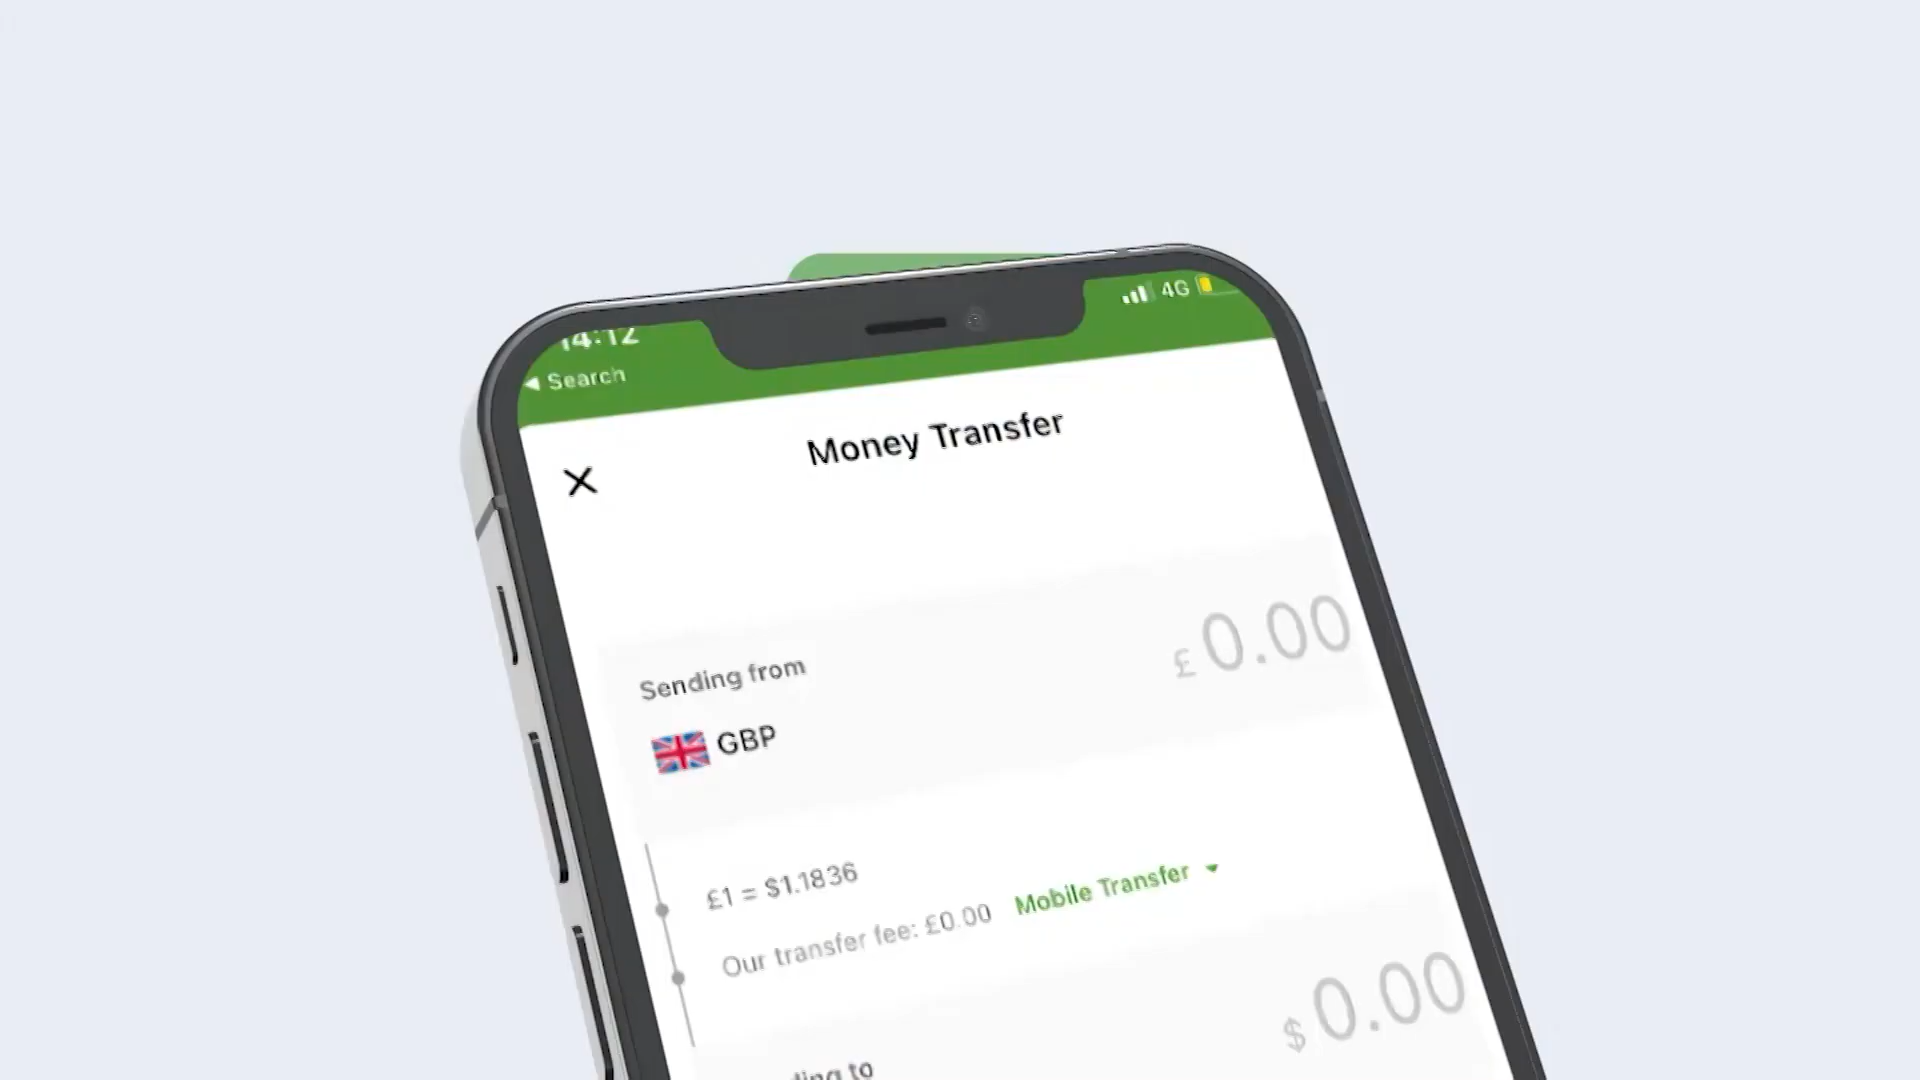 14:12
4G
Search
Money Transfer
Sending from
£0.00
GBP
£1 = $1.1836
Our transfer fee: £0.00 Mobile Transfer
$0.00
to